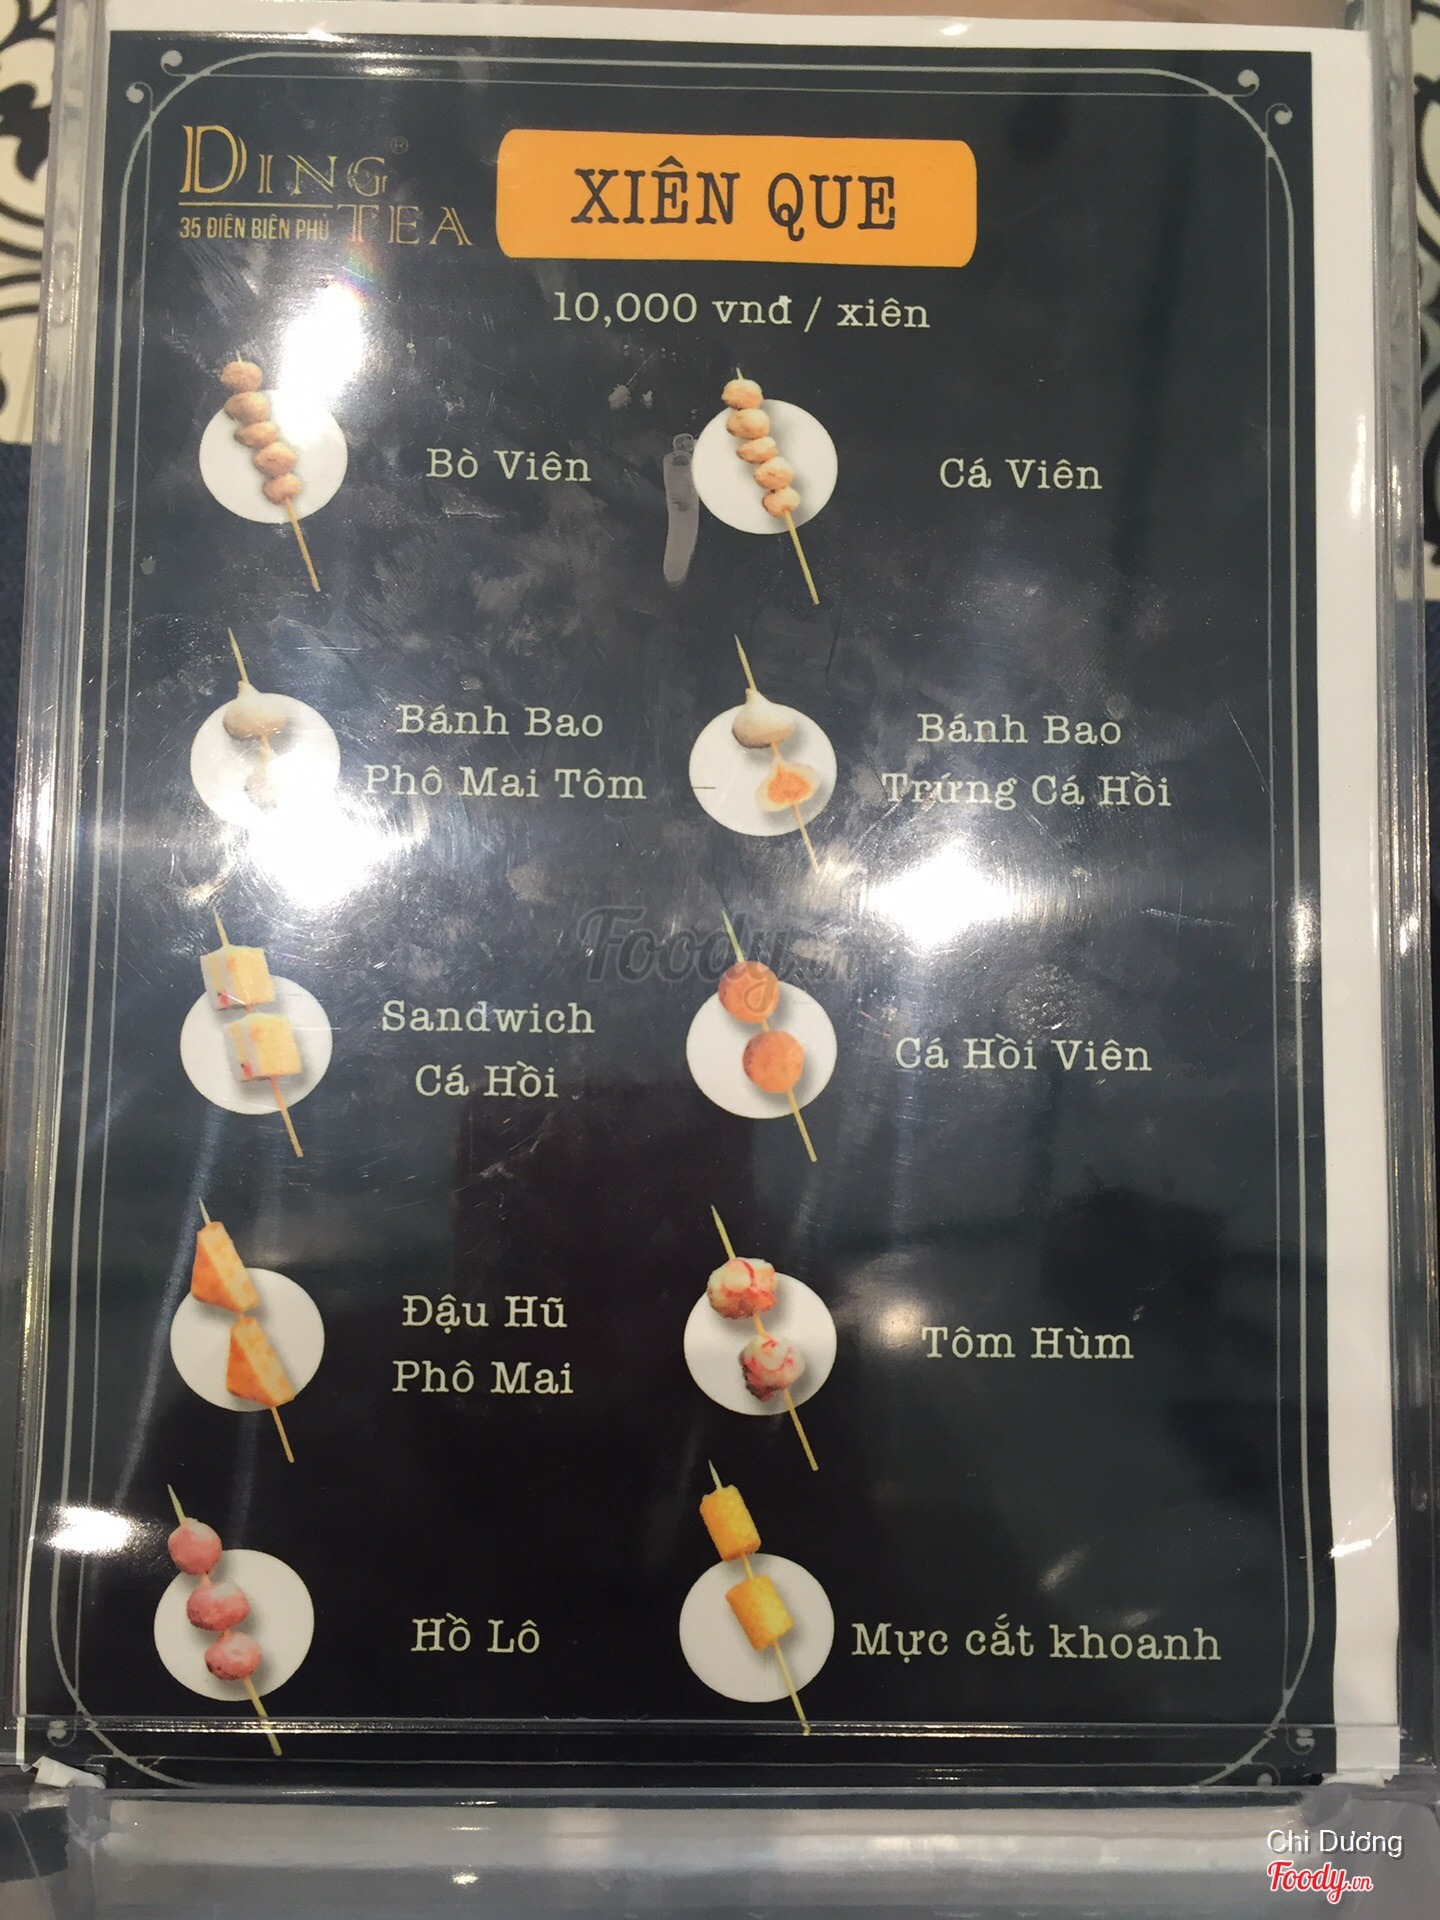 DING®
35 ĐIỆN BIÊN PHỦ TEA
XIÊN QUE
10,000 vnđ / xiên
Bò Viên
Cá Viên
Bánh Bao
Phô Mai Tôm
Bánh Bao
Trứng Cá Hồi
Foody.vn
Sandwich
Cá Hồi
Cá Hồi Viên
Đậu Hũ
Phô Mai
Tôm Hùm
Hồ Lô
Mực cắt khoanh
Chi Dương
Foody.vn